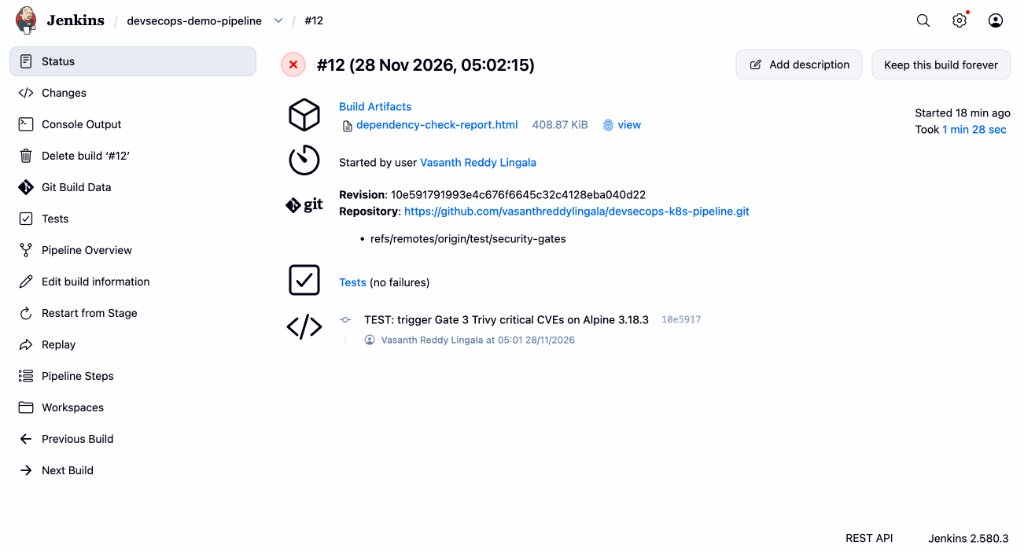 Jenkins / devsecops-demo-pipeline / #12
Status
Changes
Console Output
Delete build ‘#12’
Git Build Data
Tests
Pipeline Overview
Edit build information
Restart from Stage
Replay
Pipeline Steps
Workspaces
Previous Build
Next Build
#12 (28 Nov 2026, 05:02:15)
Add description
Keep this build forever
Started 18 min ago
Took 1 min 28 sec
Build Artifacts
dependency-check-report.html 408.87 KiB view
Started by user Vasanth Reddy Lingala
git
Revision: 10e591791993e4c676f6645c32c4128eba040d22
Repository: https://github.com/vasanthreddylingala/devsecops-k8s-pipeline.git
• refs/remotes/origin/test/security-gates
Tests (no failures)
TEST: trigger Gate 3 Trivy critical CVEs on Alpine 3.18.3 10e5917
Vasanth Reddy Lingala at 05:01 28/11/2026
REST API
Jenkins 2.580.3